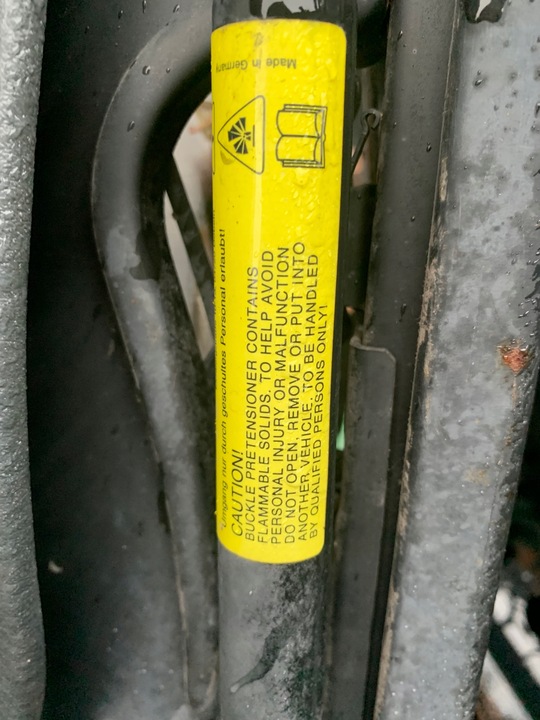 Made in Germany
Umgang nur durch geschultes Personal erlaubt!
CAUTION!
BUCKLE PRETENSIONER CONTAINS
FLAMMABLE SOLIDS. TO HELP AVOID
PERSONAL INJURY OR MALFUNCTION
DO NOT OPEN, REMOVE OR PUT INTO
ANOTHER VEHICLE. TO BE HANDLED
BY QUALIFIED PERSONS ONLY!